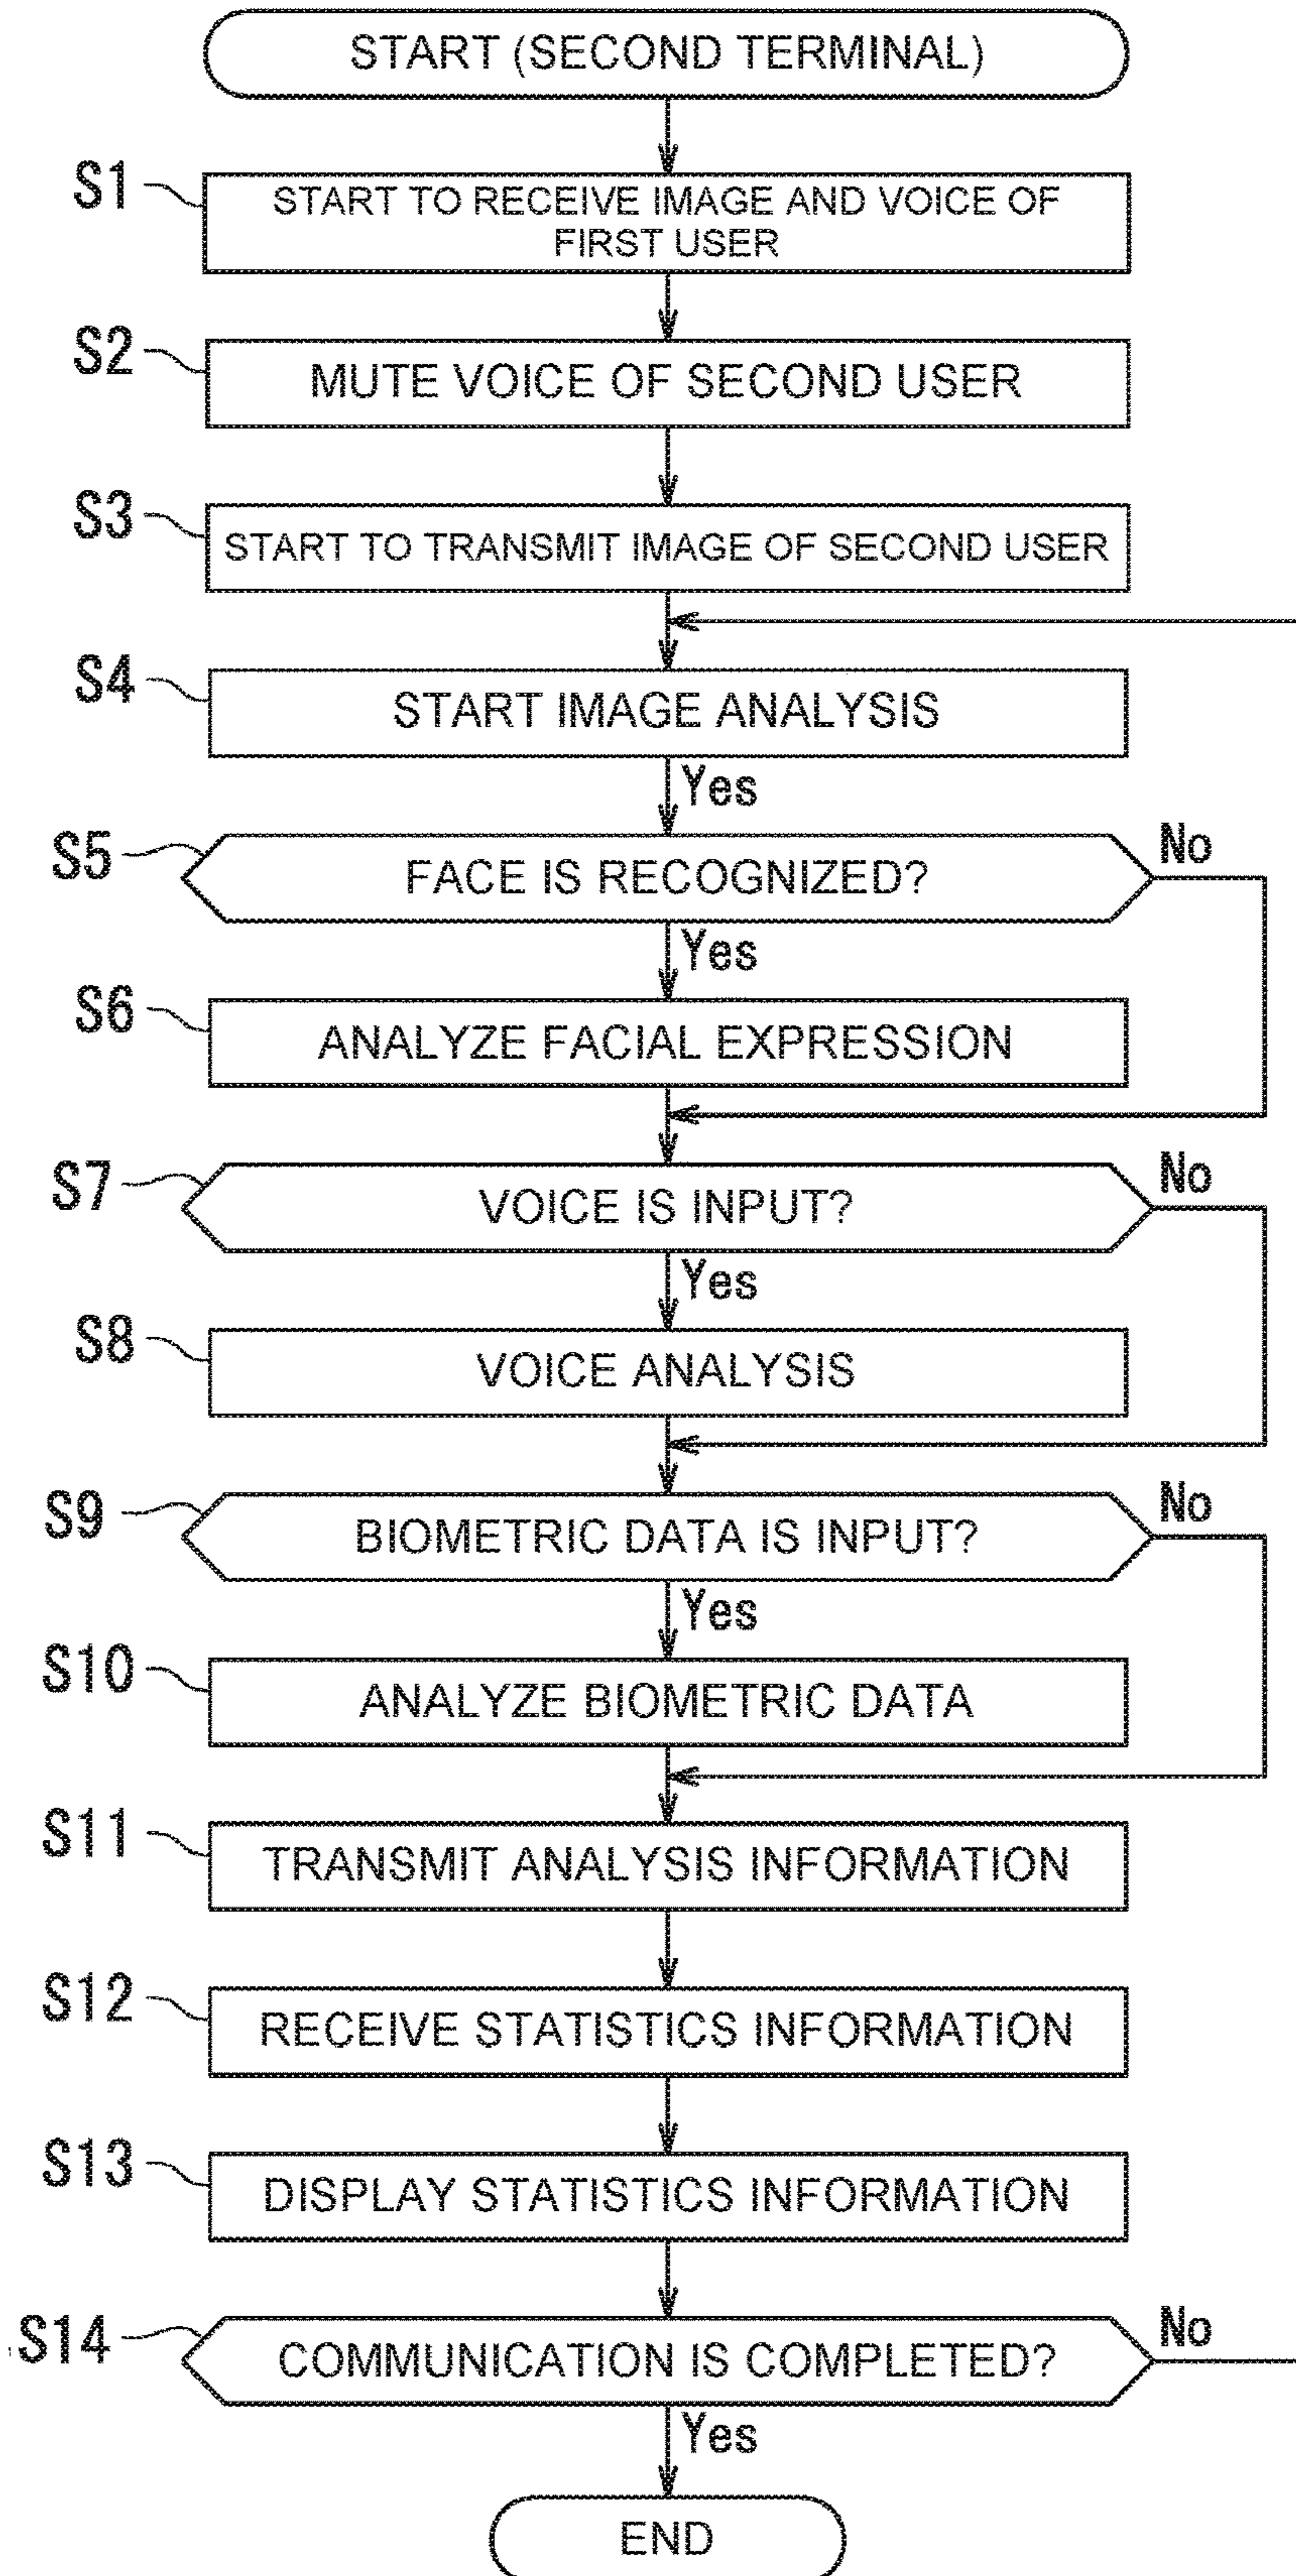 START (SECOND TERMINAL)
S1
START TO RECEIVE IMAGE AND VOICE OF
FIRST USER
S2
MUTE VOICE OF SECOND USER
S3
START TO TRANSMIT IMAGE OF SECOND USER
S4
START IMAGE ANALYSIS
Yes
S5
FACE IS RECOGNIZED?
No
Yes
S6
ANALYZE FACIAL EXPRESSION
S7
VOICE IS INPUT?
No
Yes
S8
VOICE ANALYSIS
S9
BIOMETRIC DATA IS INPUT?
No
Yes
S10
ANALYZE BIOMETRIC DATA
S11
TRANSMIT ANALYSIS INFORMATION
S12
RECEIVE STATISTICS INFORMATION
S13
DISPLAY STATISTICS INFORMATION
S14
COMMUNICATION IS COMPLETED?
No
Yes
END